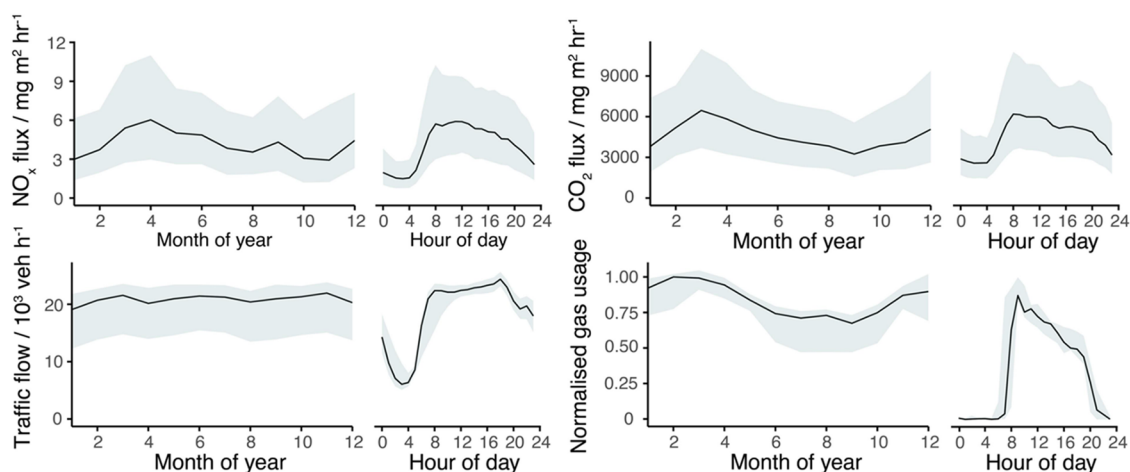 NOx flux / mg m² hr⁻¹
12
9
6
3
0
2 4 6 8 10 12
Month of year
0 4 8 12 16 20 24
Hour of day
CO₂ flux / mg m² hr⁻¹
9000
6000
3000
0
2 4 6 8 10 12
Month of year
0 4 8 12 16 20 24
Hour of day
Traffic flow / 10³ veh h⁻¹
20
10
0
2 4 6 8 10 12
Month of year
0 4 8 12 16 20 24
Hour of day
Normalised gas usage
1.00
0.75
0.50
0.25
0
2 4 6 8 10 12
Month of year
0 4 8 12 16 20 24
Hour of day